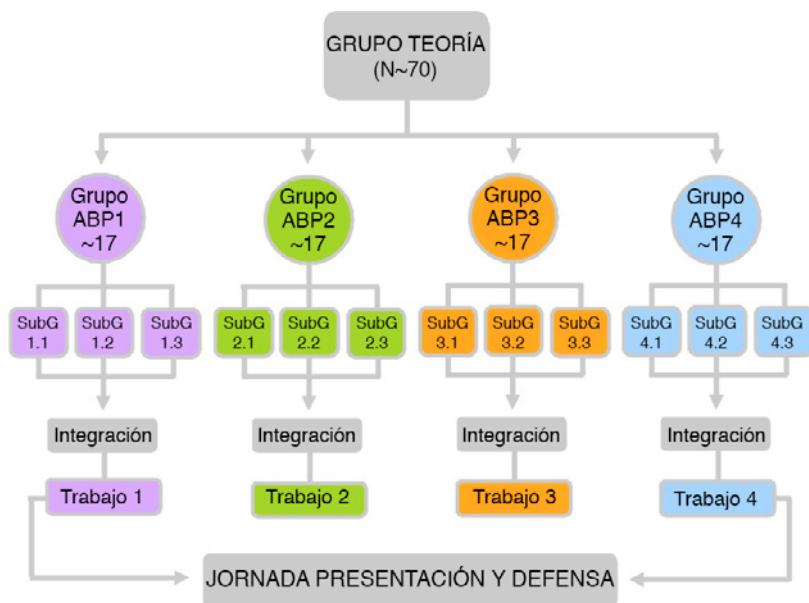 GRUPO TEORÍA
(N~70)
Grupo
ABP1
~17
Grupo
ABP2
~17
Grupo
ABP3
~17
Grupo
ABP4
~17
SubG
1.1
SubG
1.2
SubG
1.3
SubG
2.1
SubG
2.2
SubG
2.3
SubG
3.1
SubG
3.2
SubG
3.3
SubG
4.1
SubG
4.2
SubG
4.3
Integración
Integración
Integración
Integración
Trabajo 1
Trabajo 2
Trabajo 3
Trabajo 4
JORNADA PRESENTACIÓN Y DEFENSA